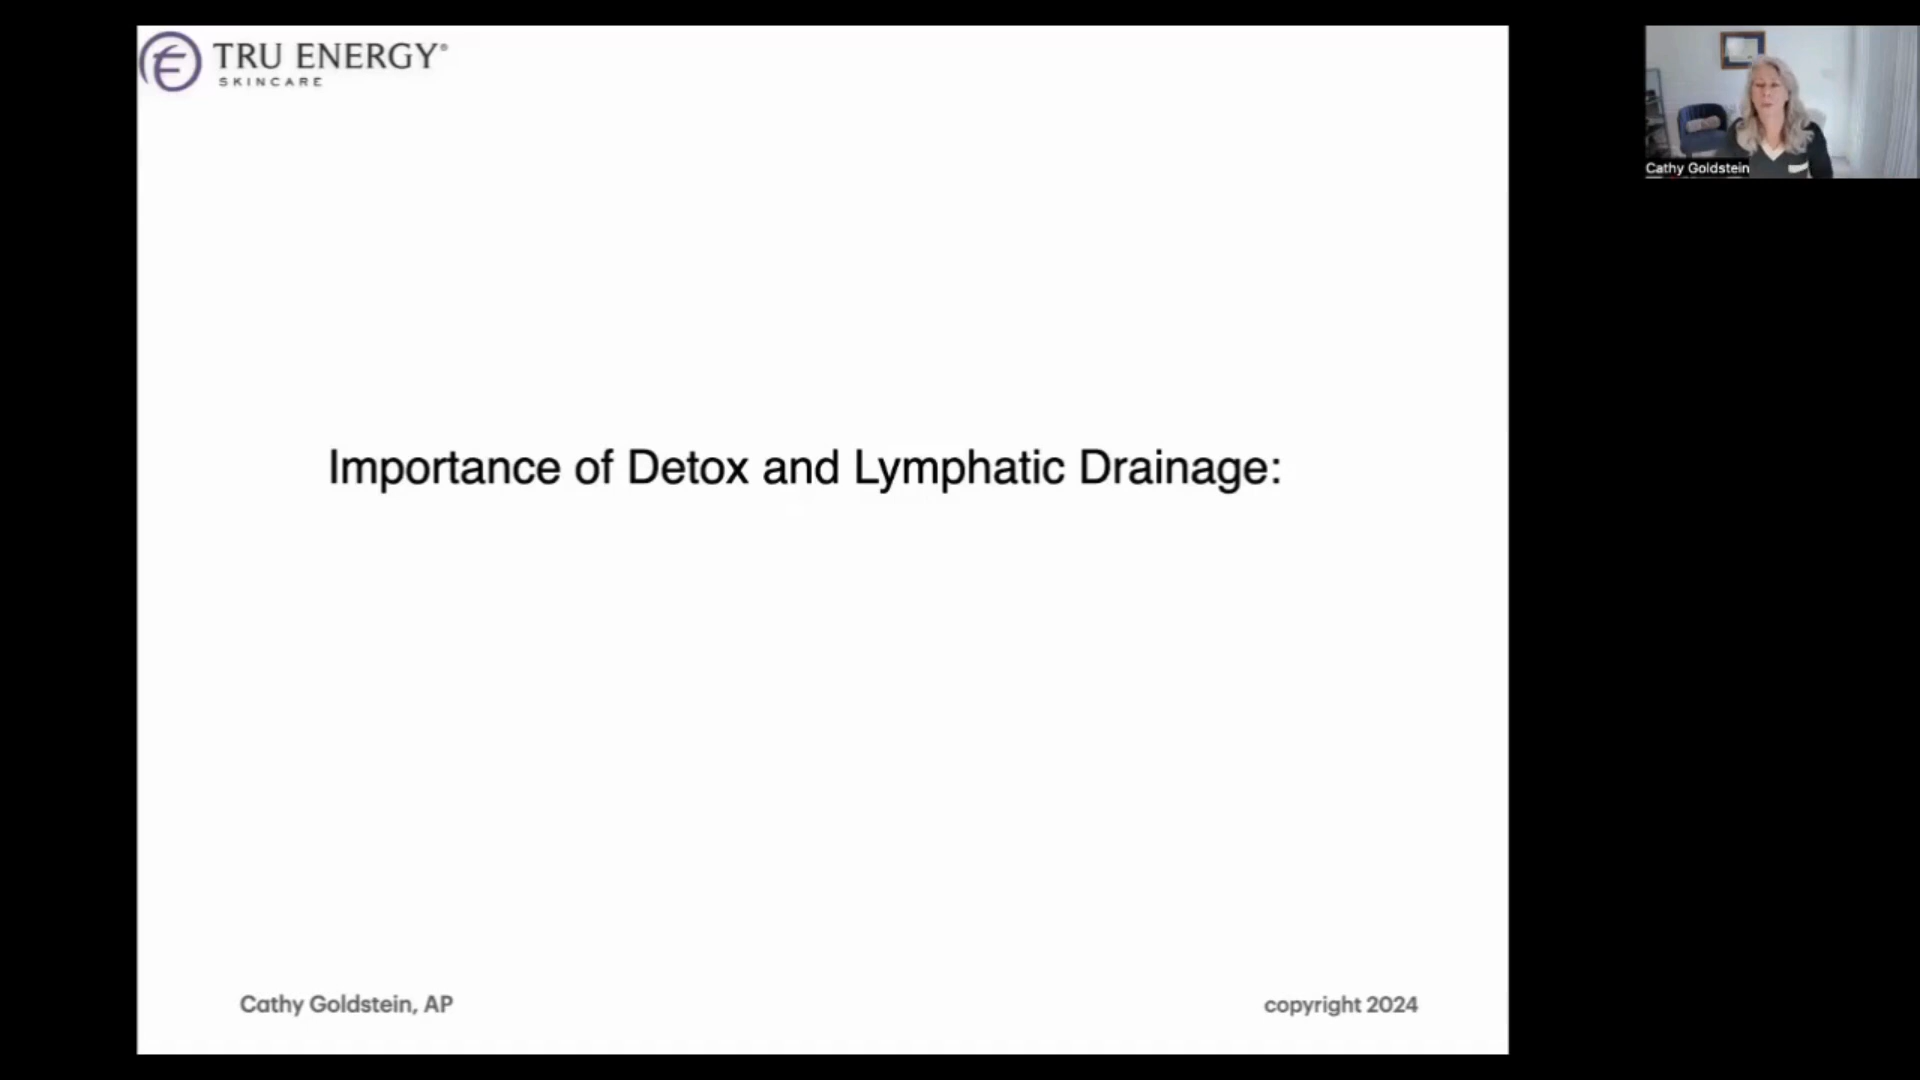 TRU ENERGY®
SKINCARE
Cathy Goldstein
Importance of Detox and Lymphatic Drainage:
Cathy Goldstein, AP
copyright 2024